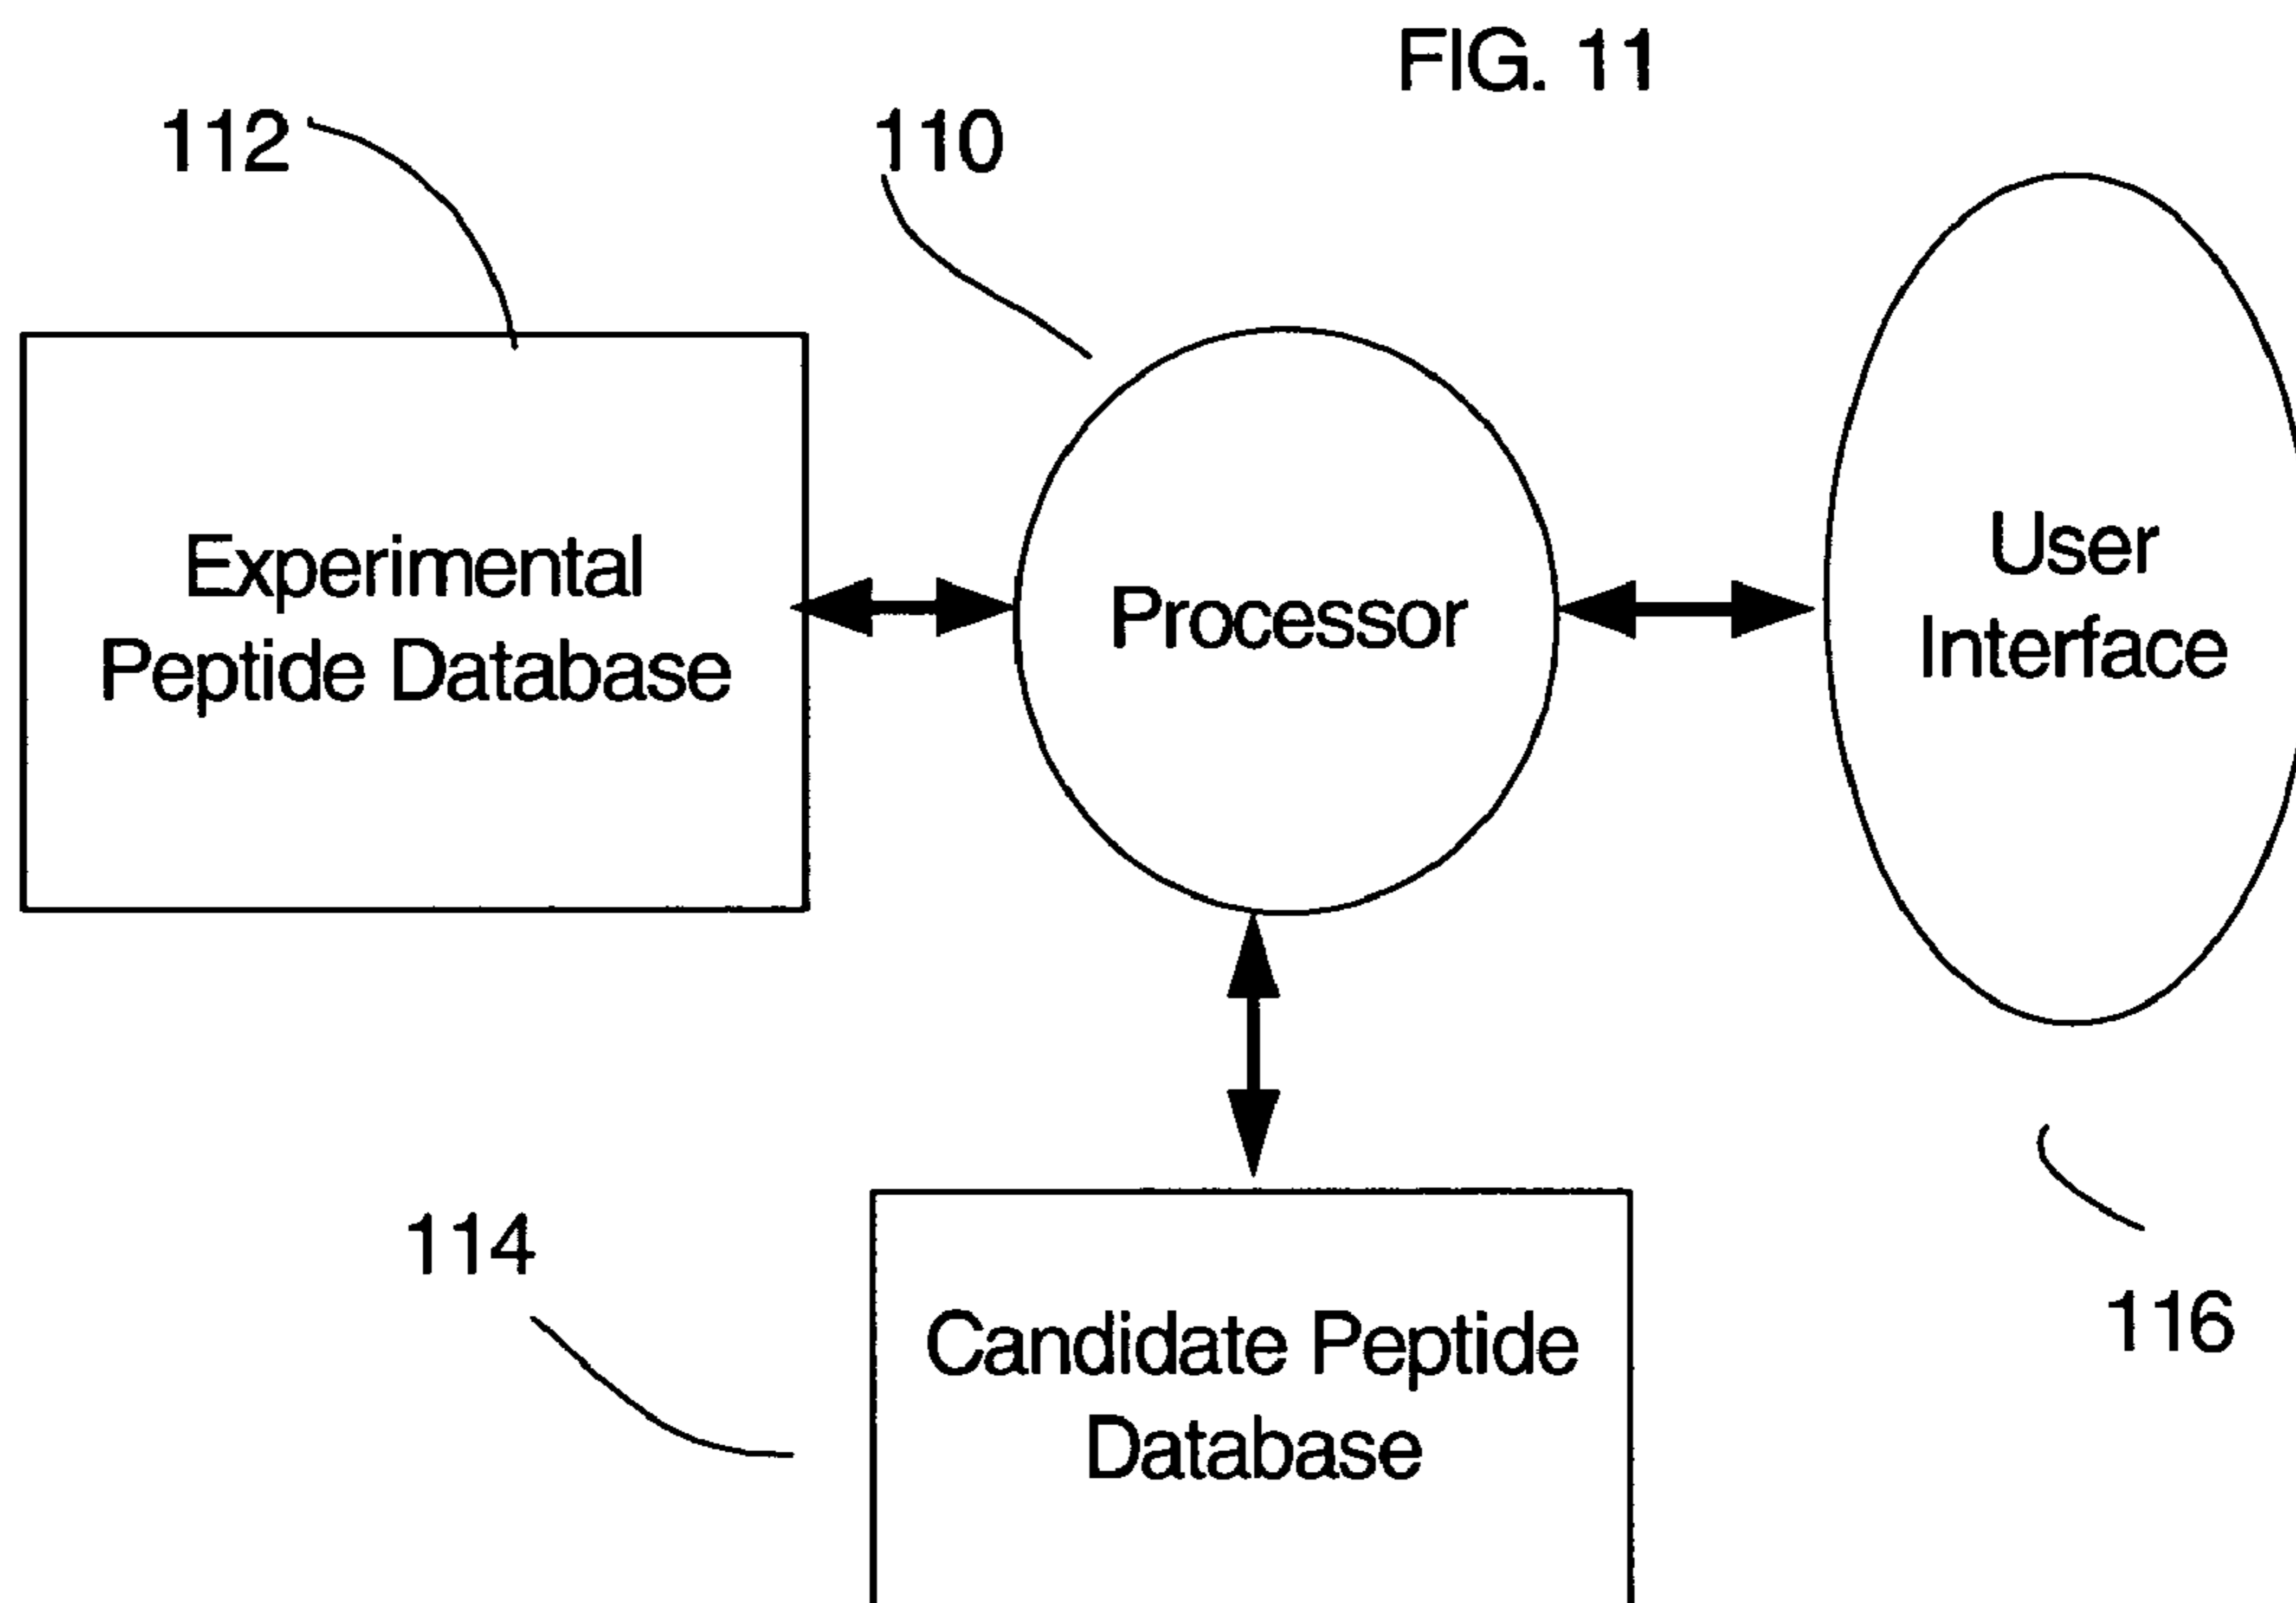 FIG. 11
112
110
Experimental
Peptide Database
Processor
User
Interface
114
Candidate Peptide
Database
116